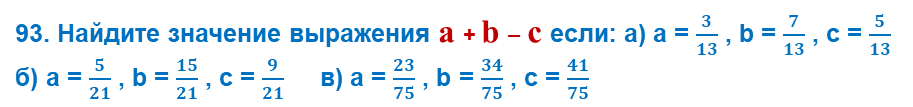 93. Найдите значение выражения a + b – c если: а) a = 3/13 , b = 7/13 , c = 5/13
б) a = 5/21 , b = 15/21 , c = 9/21 в) a = 23/75 , b = 34/75 , c = 41/75